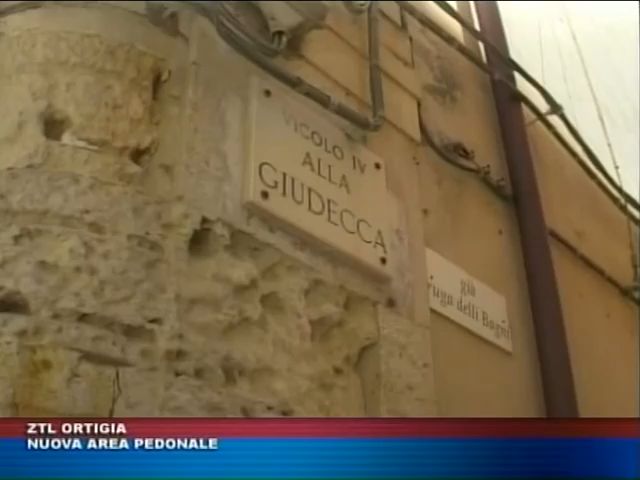 VICOLO IV
ALLA
GIUDECCA
già
ruga delli Bagni
ZTL ORTIGIA
NUOVA AREA PEDONALE